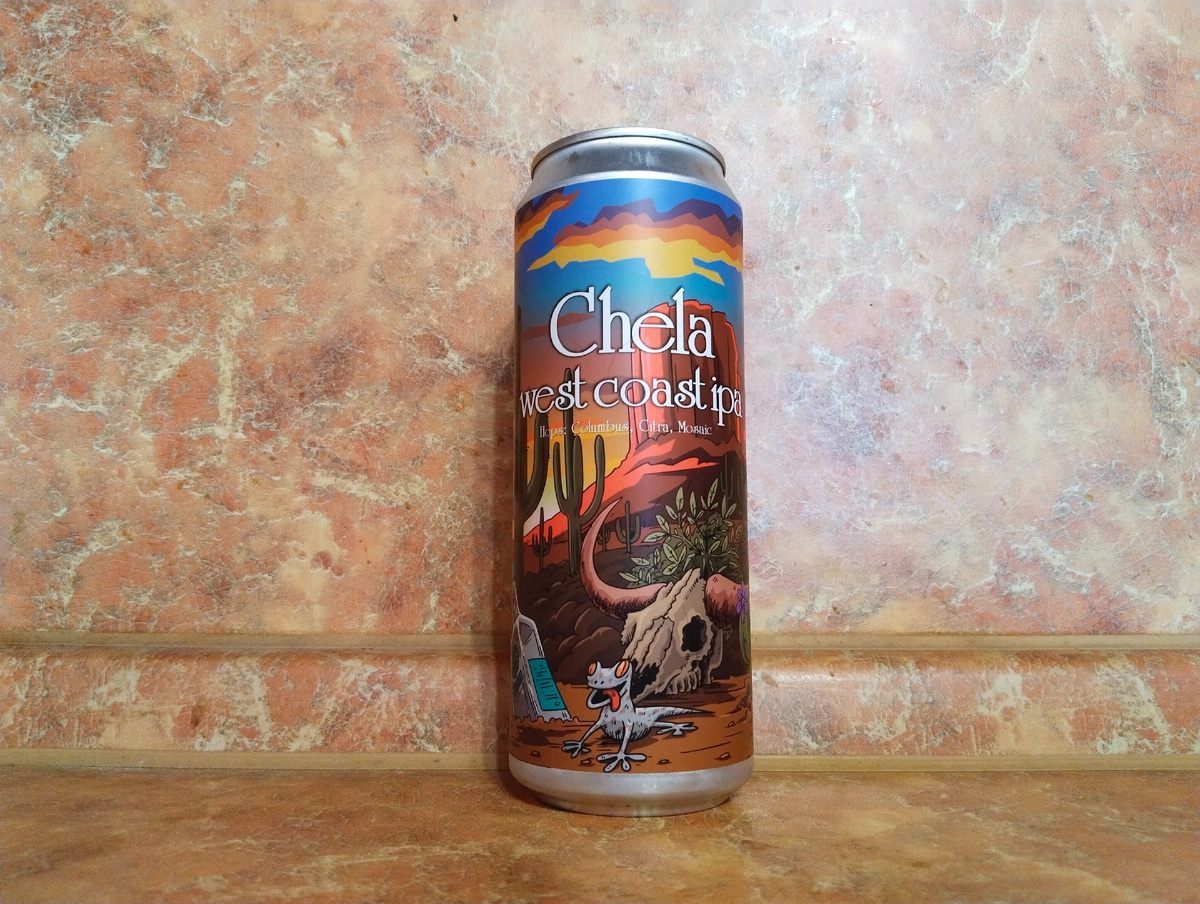 Chela
west coast ipa
Hops: Columbus, Citra, Mosaic